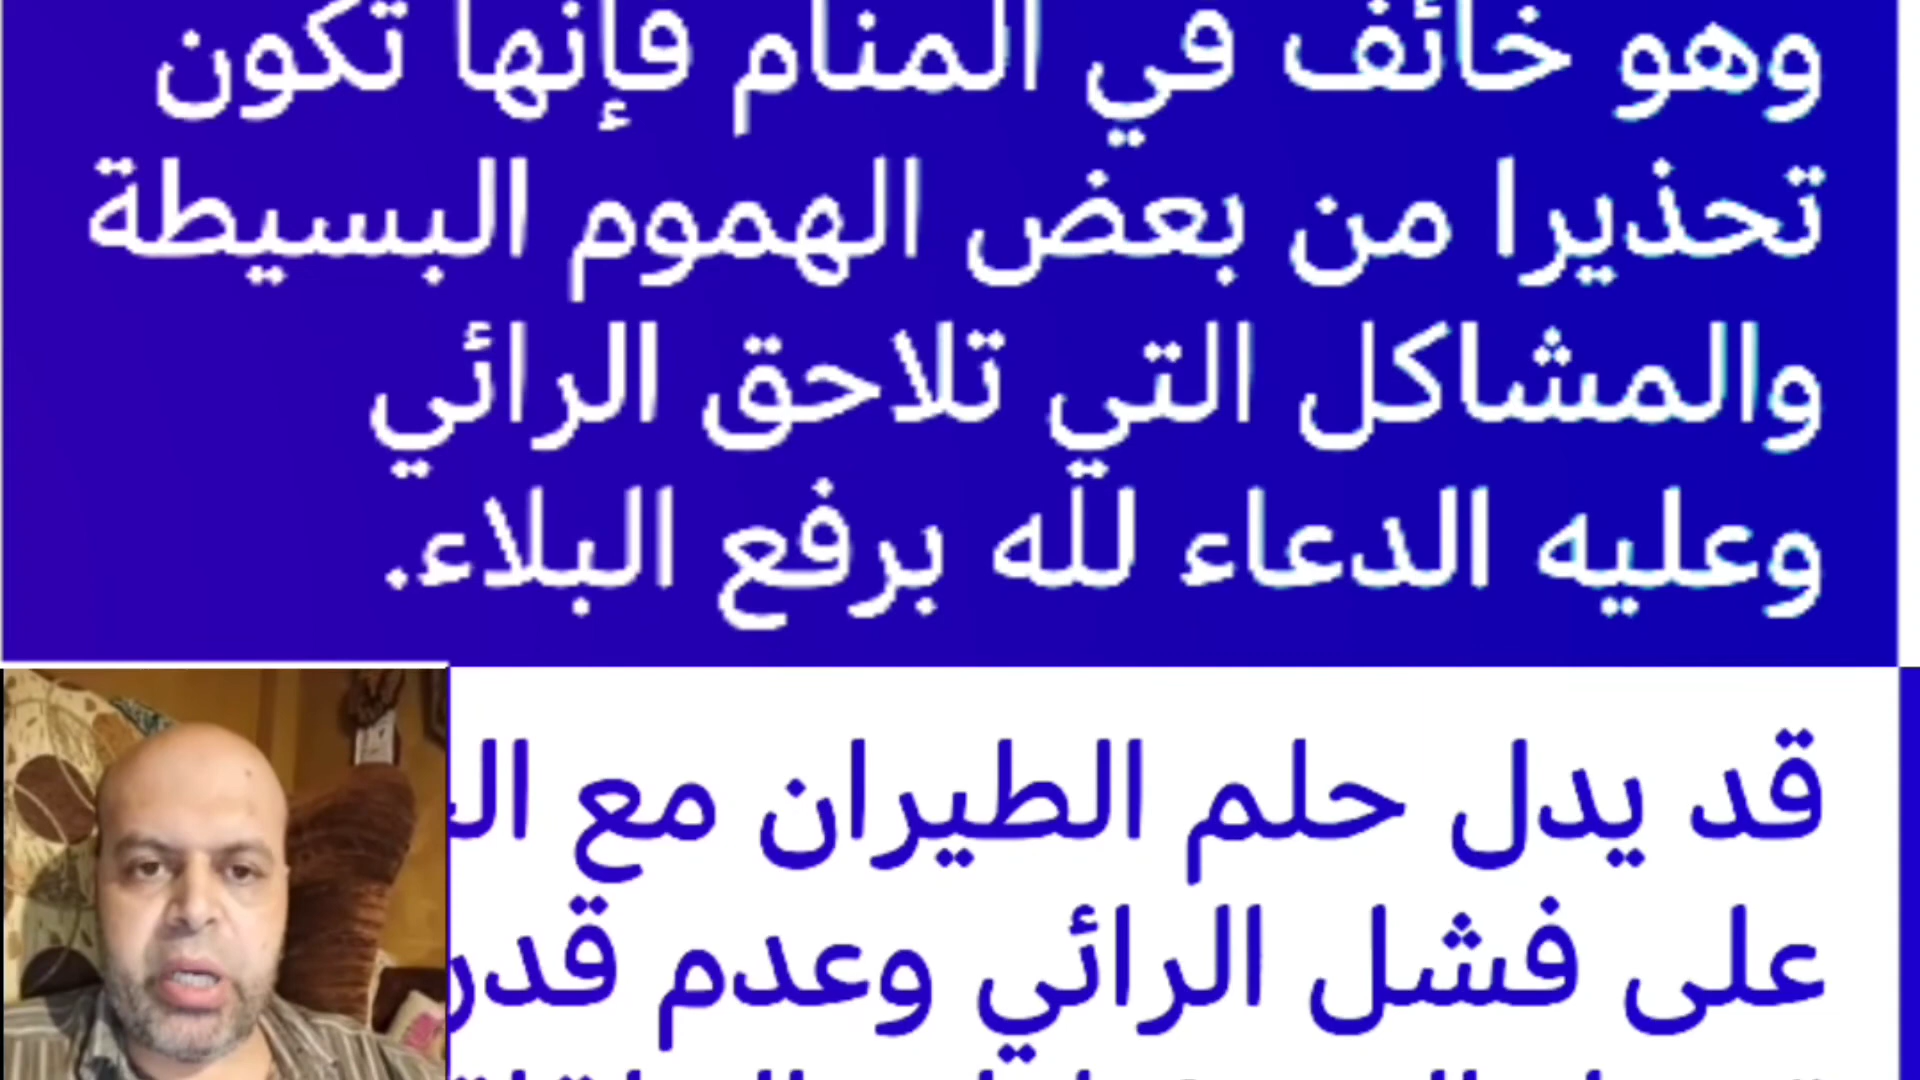 وهو خائف في المنام فإنها تكون
تحذيرا من بعض الهموم البسيطة
والمشاكل التي تلاحق الرائي
وعليه الدعاء لله برفع البلاء.
قد يدل حلم الطيران مع
على فشل الرائي وعدم